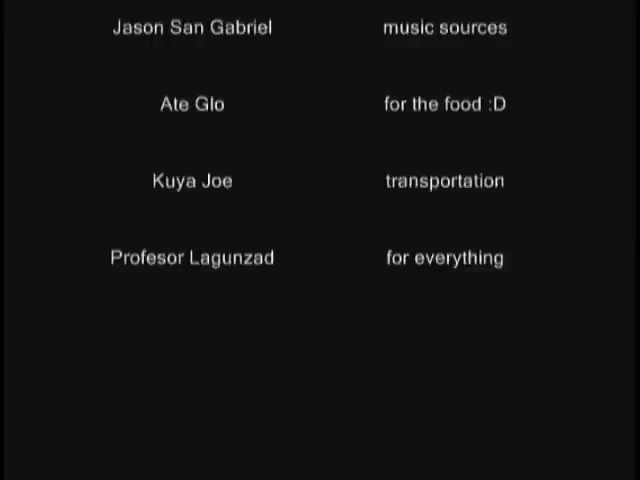 Jason San Gabriel music sources
Ate Glo for the food :D
Kuya Joe transportation
Profesor Lagunzad for everything